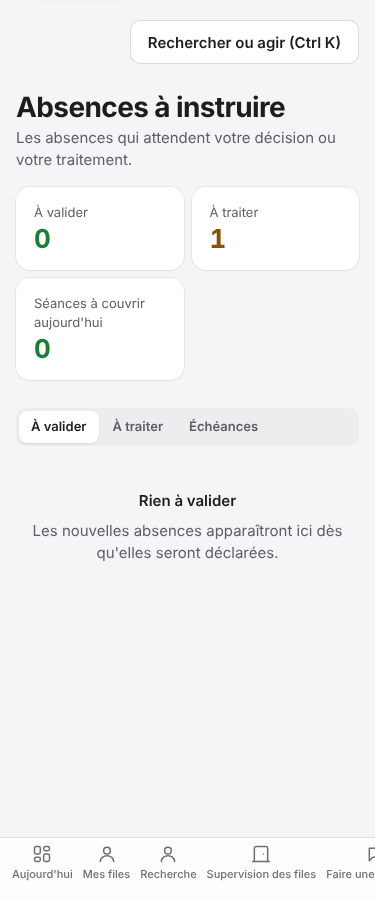 Rechercher ou agir (Ctrl K)
Absences à instruire
Les absences qui attendent votre décision ou
votre traitement.
À valider
0
À traiter
1
Séances à couvrir
aujourd'hui
0
À valider
À traiter
Échéances
Rien à valider
Les nouvelles absences apparaîtront ici dès
qu'elles seront déclarées.
Aujourd'hui
Mes files
Recherche
Supervision des files
Faire une